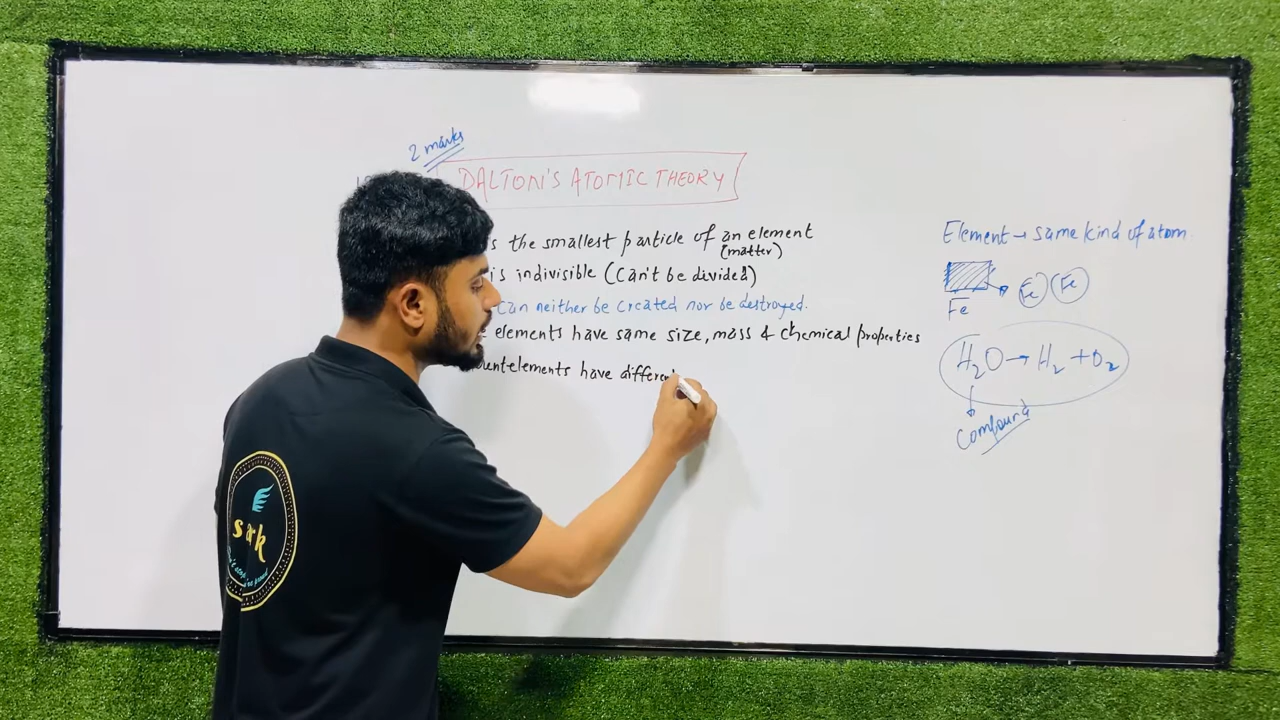 2 marks
DALTON'S ATOMIC THEORY
the smallest particle of an element
(matter)
is indivisible (Can't be divided)
Can neither be created nor be destroyed.
elements have same size, mass & chemical properties
elements have
Element → same kind of atom
Fe Fe
Fe
H2O → H2 + O2
Compound
sark